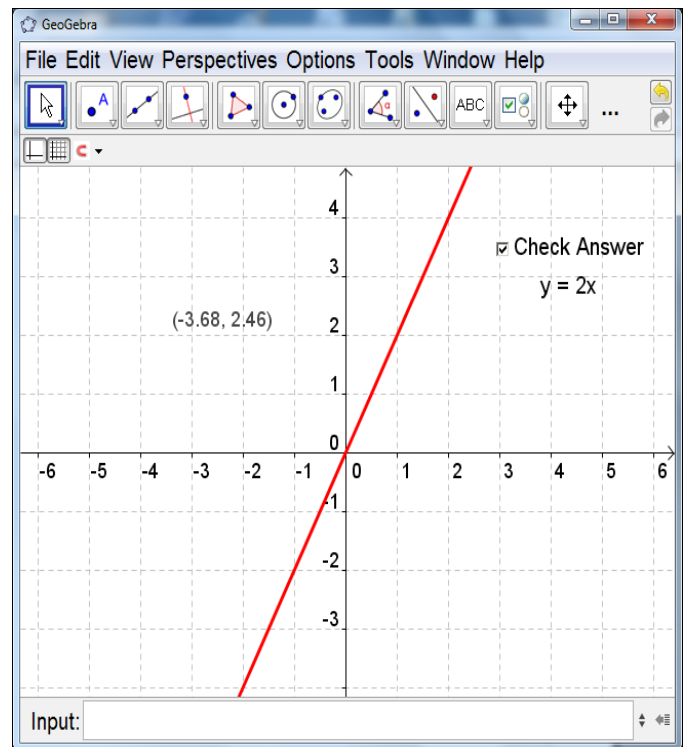 GeoGebra
File Edit View Perspectives Options Tools Window Help
A
α
ABC
...
4
Check Answer
3
y = 2x
(-3.68, 2.46)
2
1
0
-6 -5 -4 -3 -2 -1 0 1 2 3 4 5 6
-1
-2
-3
Input: